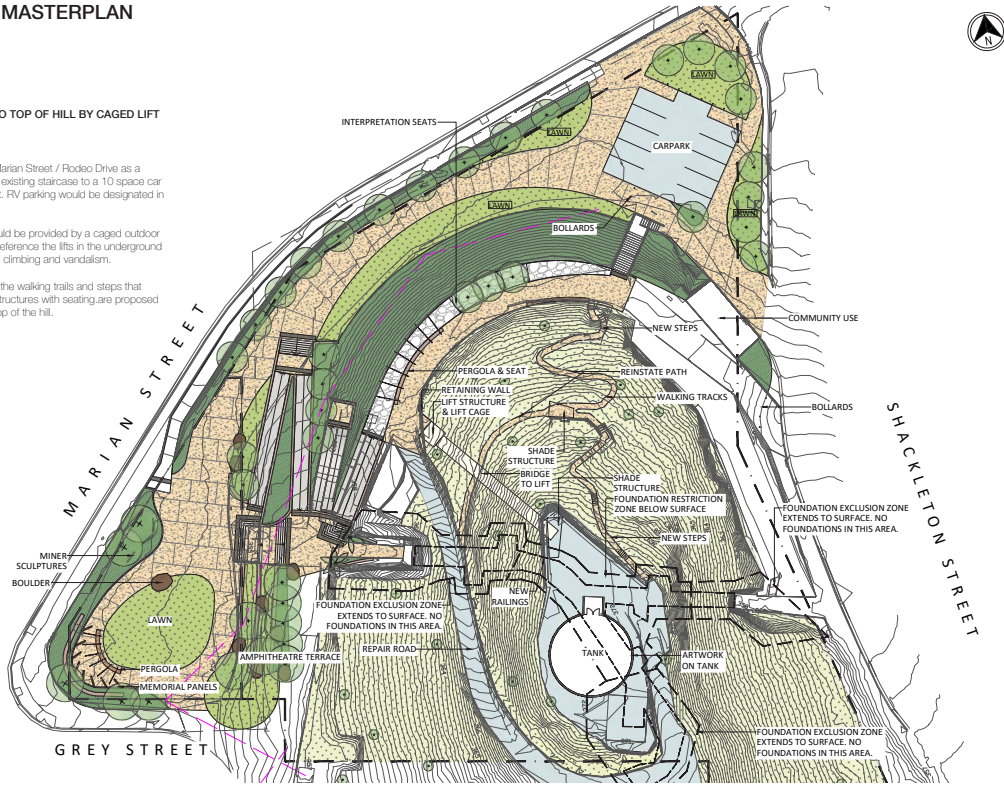 MASTERPLAN
N
O TOP OF HILL BY CAGED LIFT
Marian Street / Rodeo Drive as a
existing staircase to a 10 space car
RV parking would be designated in
be provided by a caged outdoor
the lifts in the underground
climbing and vandalism.
the walking trails and steps that
structures with seating.are proposed
of the hill.
INTERPRETATION SEATS
LAWN
CARPARK
LAWN
LAWN
LAWN
BOLLARDS
COMMUNITY USE
NEW STEPS
PERGOLA & SEAT
REINSTATE PATH
RETAINING WALL
WALKING TRACKS
LIFT STRUCTURE
& LIFT CAGE
BOLLARDS
MARIAN STREET
SHACKLETON STREET
SHADE
STRUCTURE
BRIDGE
TO LIFT
SHADE
STRUCTURE
FOUNDATION RESTRICTION
ZONE BELOW SURFACE
NEW STEPS
FOUNDATION EXCLUSION ZONE
EXTENDS TO SURFACE. NO
FOUNDATIONS IN THIS AREA.
MINER
SCULPTURES
BOULDER
LAWN
FOUNDATION EXCLUSION ZONE
EXTENDS TO SURFACE. NO
FOUNDATIONS IN THIS AREA.
NEW
RAILINGS
REPAIR ROAD
AMPHITHEATRE TERRACE
TANK
ARTWORK
ON TANK
PERGOLA
MEMORIAL PANELS
FOUNDATION EXCLUSION ZONE
EXTENDS TO SURFACE. NO
FOUNDATIONS IN THIS AREA.
GREY STREET